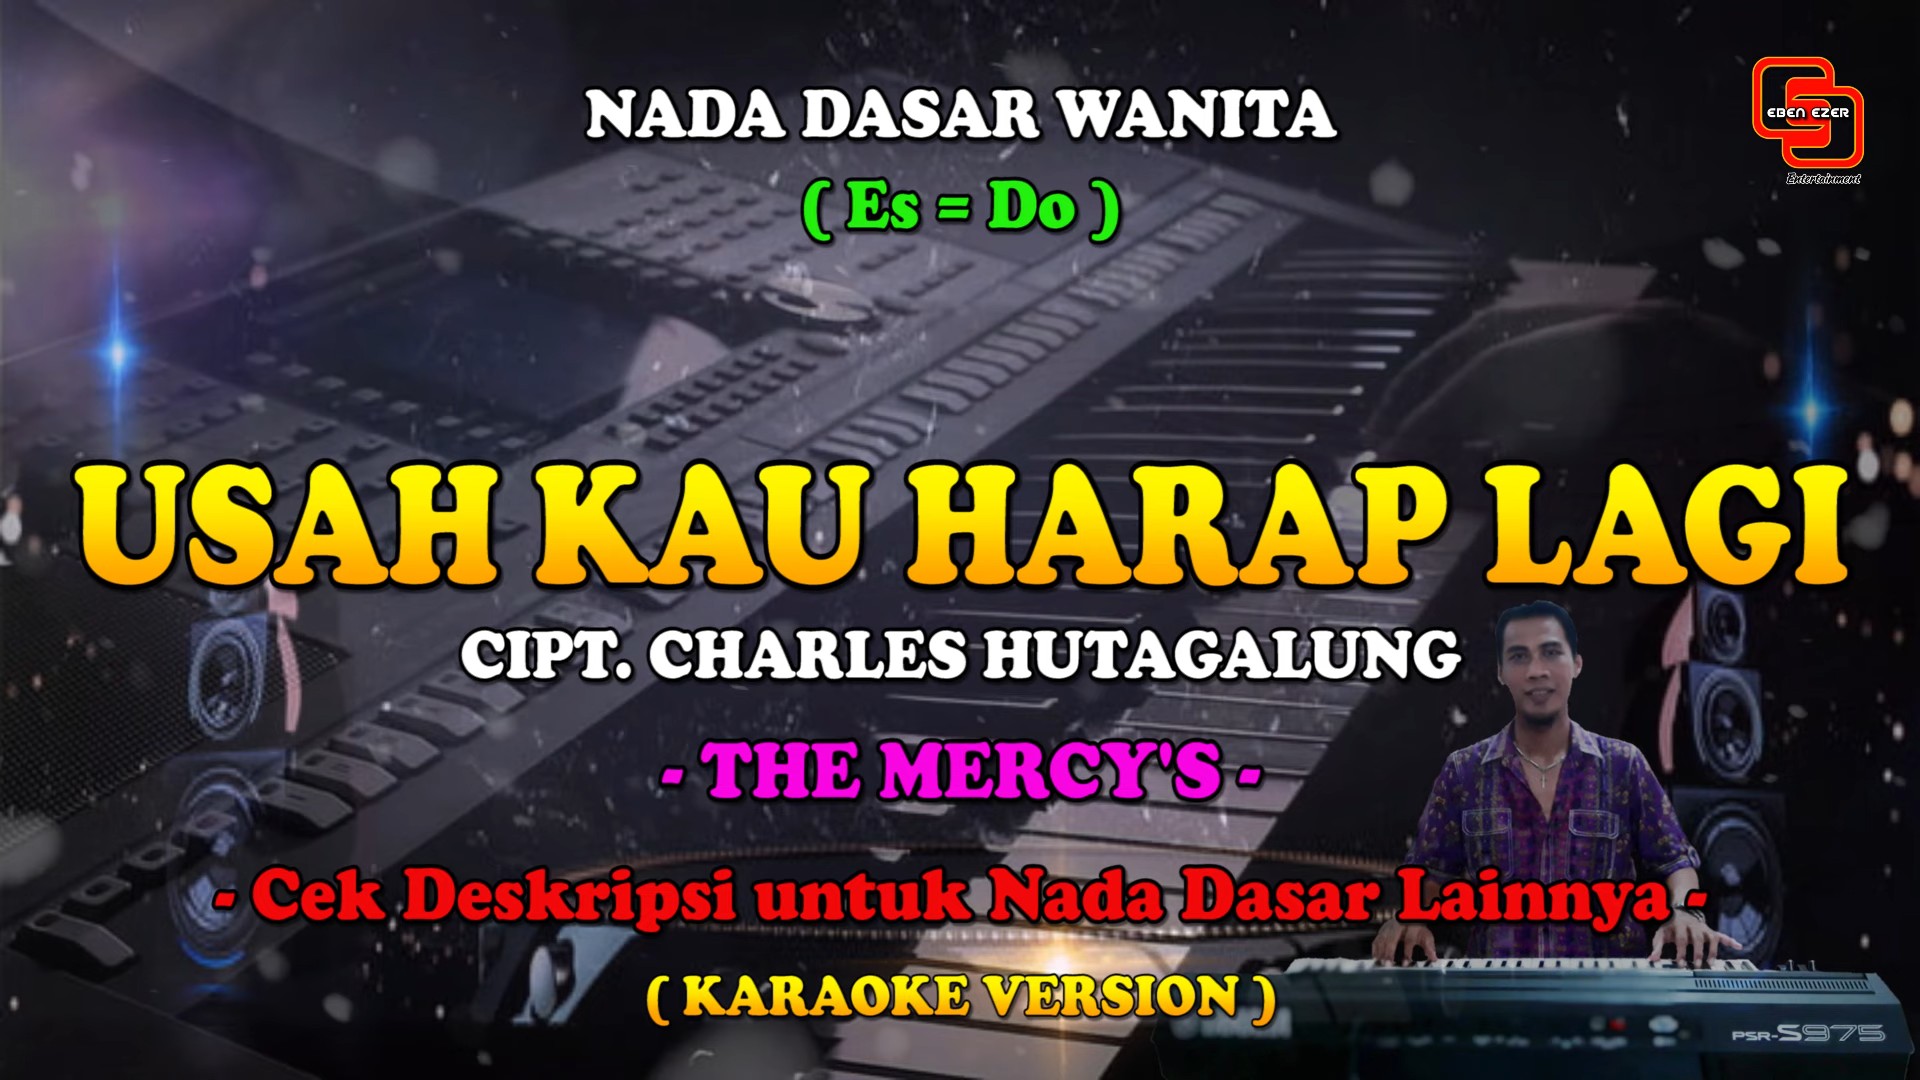 NADA DASAR WANITA
( Es = Do )
EBEN EZER
Entertainment
USAH KAU HARAP LAGI
CIPT. CHARLES HUTAGALUNG
- THE MERCY'S -
- Cek Deskripsi untuk Nada Dasar Lainnya -
( KARAOKE VERSION )
PSR-S975